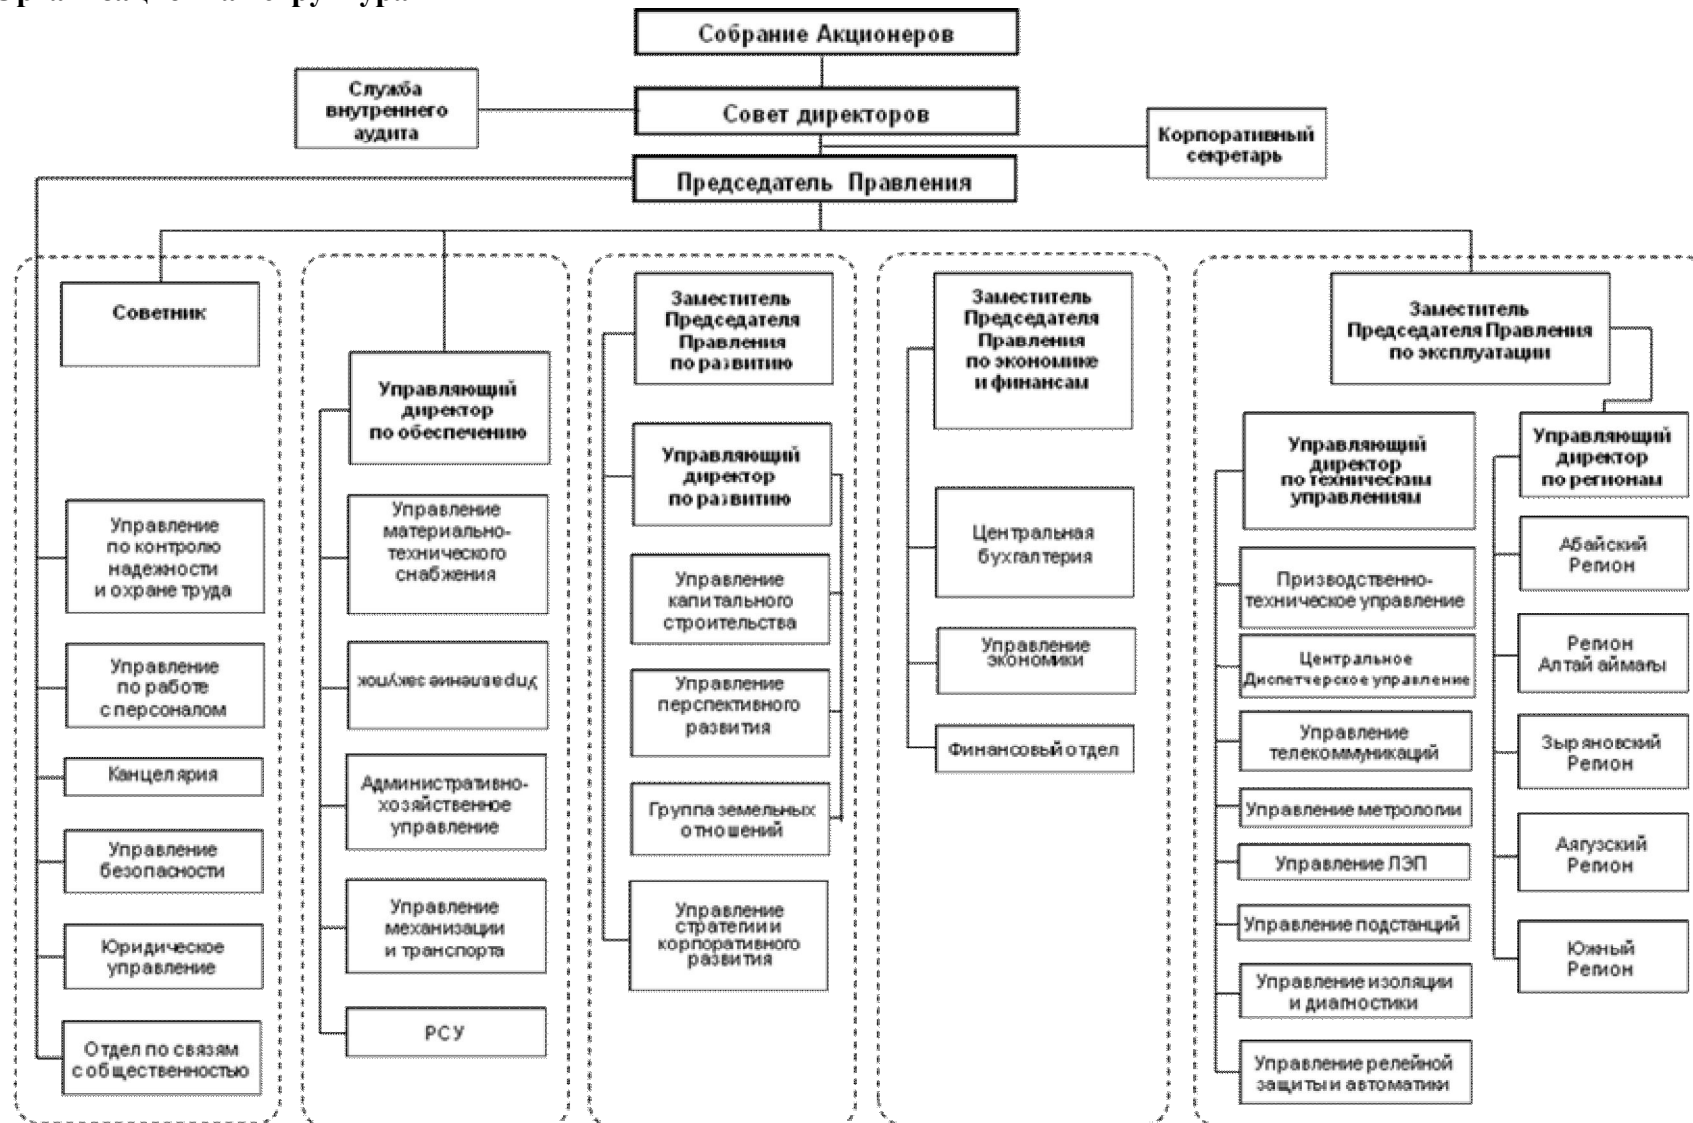 Собрание Акционеров
Служба
внутреннего
аудита
Совет директоров
Корпоративный
секретарь
Председатель Правления
Советник
Управление
по контролю
надежности
и охране труда
Управление
по работе
с персоналом
Канцелярия
Управление
безопасности
Юридическое
управление
Отдел по связям
с общественностью
Управляющий
директор
по обеспечению
Управление
материально-
технического
снабжения
Управление закупок
Административно-
хозяйственное
управление
Управление
механизации
и транспорта
РСУ
Заместитель
Председателя
Правления
по развитию
Управляющий
директор
по развитию
Управление
капитального
строительства
Управление
перспективного
развития
Группа земельных
отношений
Управление
стратегии и
корпоративного
развития
Заместитель
Председателя
Правления
по экономике
и финансам
Центральная
бухгалтерия
Управление
экономики
Финансовый отдел
Заместитель
Председателя Правления
по эксплуатации
Управляющий
директор
по техническим
управлениям
Призводственно-
техническое управление
Центральное
Диспетчерское управление
Управление
телекоммуникаций
Управление метрологии
Управление ЛЭП
Управление подстанций
Управление изоляции
и диагностики
Управление релейной
защиты и автоматики
Управляющий
директор
по регионам
Абайский
Регион
Регион
Алтай аймағы
Зыряновский
Регион
Аягузский
Регион
Южный
Регион